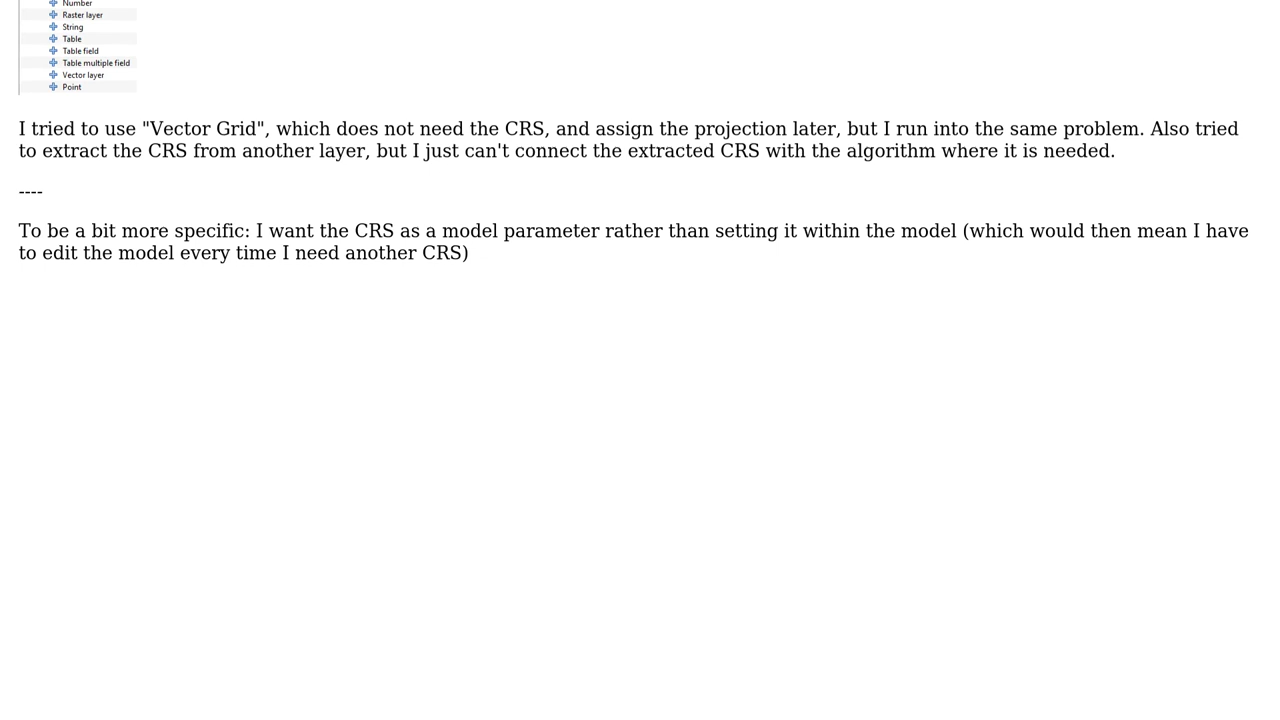 Number
Raster layer
String
Table
Table field
Table multiple field
Vector layer
Point
I tried to use "Vector Grid", which does not need the CRS, and assign the projection later, but I run into the same problem. Also tried
to extract the CRS from another layer, but I just can't connect the extracted CRS with the algorithm where it is needed.
----
To be a bit more specific: I want the CRS as a model parameter rather than setting it within the model (which would then mean I have
to edit the model every time I need another CRS)